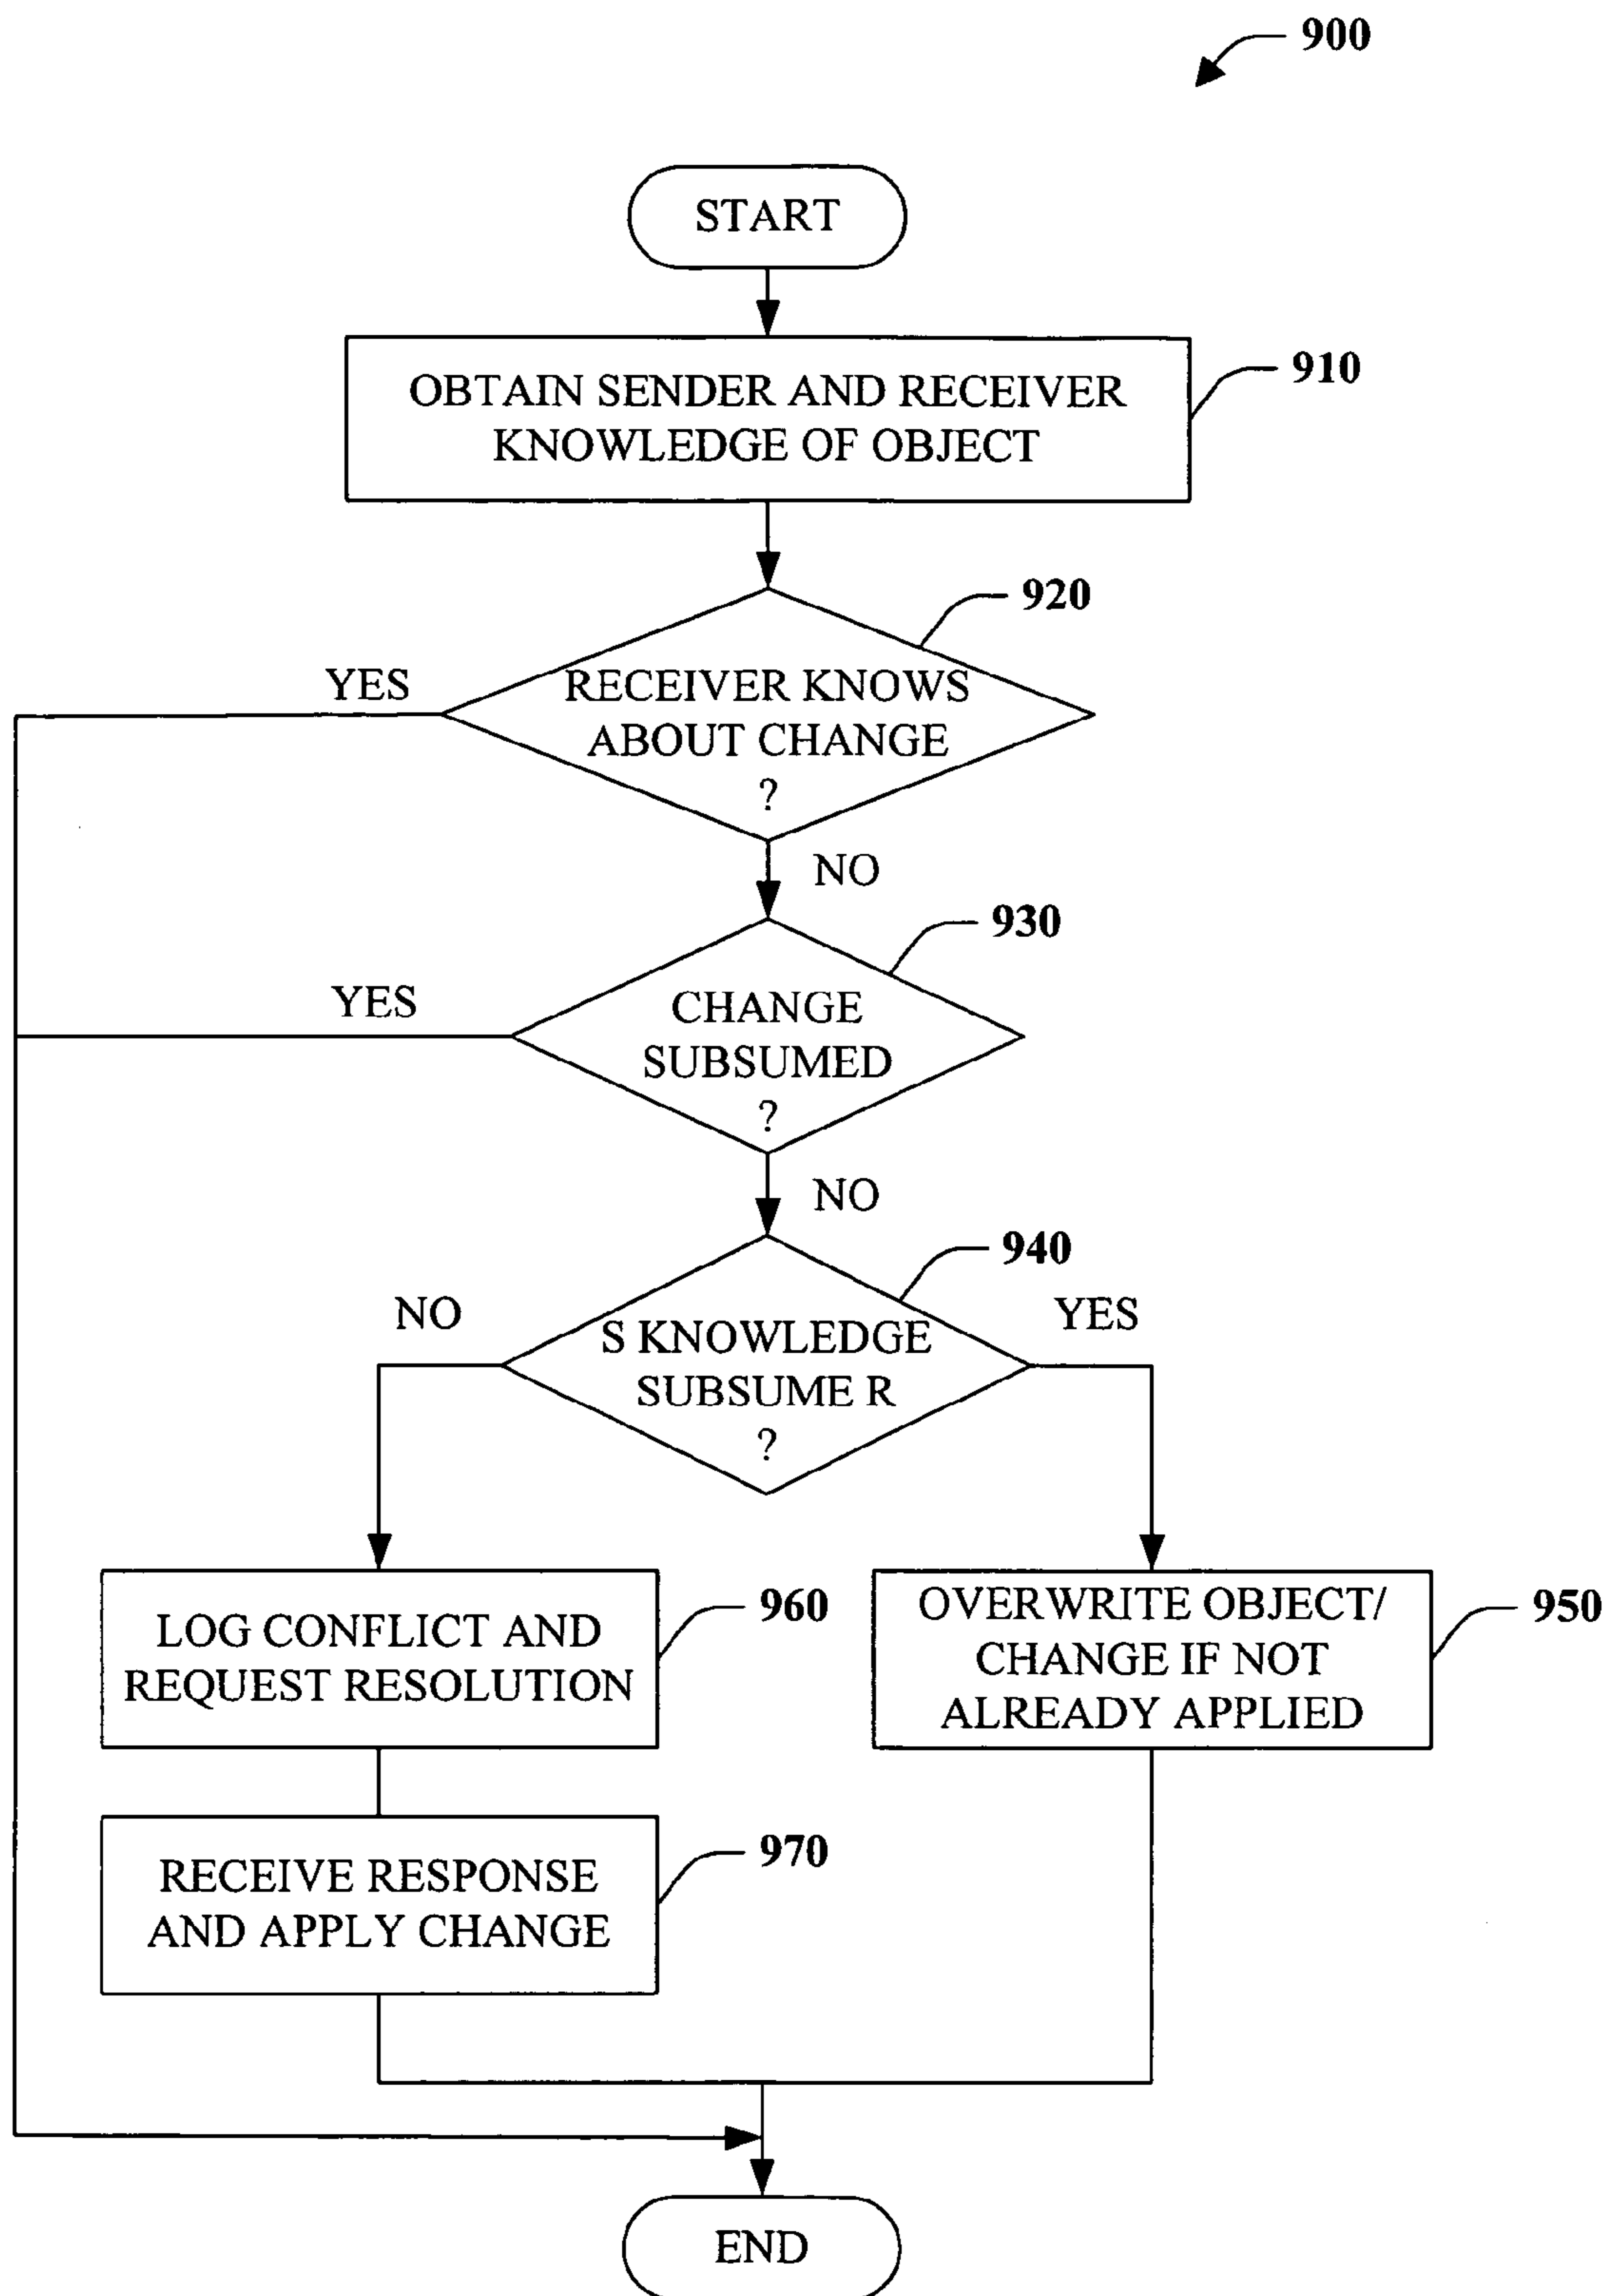 900
START
OBTAIN SENDER AND RECEIVER
KNOWLEDGE OF OBJECT
910
920
YES
RECEIVER KNOWS
ABOUT CHANGE
?
NO
930
YES
CHANGE
SUBSUMED
?
NO
940
NO
YES
S KNOWLEDGE
SUBSUME R
?
LOG CONFLICT AND
REQUEST RESOLUTION
960
OVERWRITE OBJECT/
CHANGE IF NOT
ALREADY APPLIED
950
RECEIVE RESPONSE
AND APPLY CHANGE
970
END